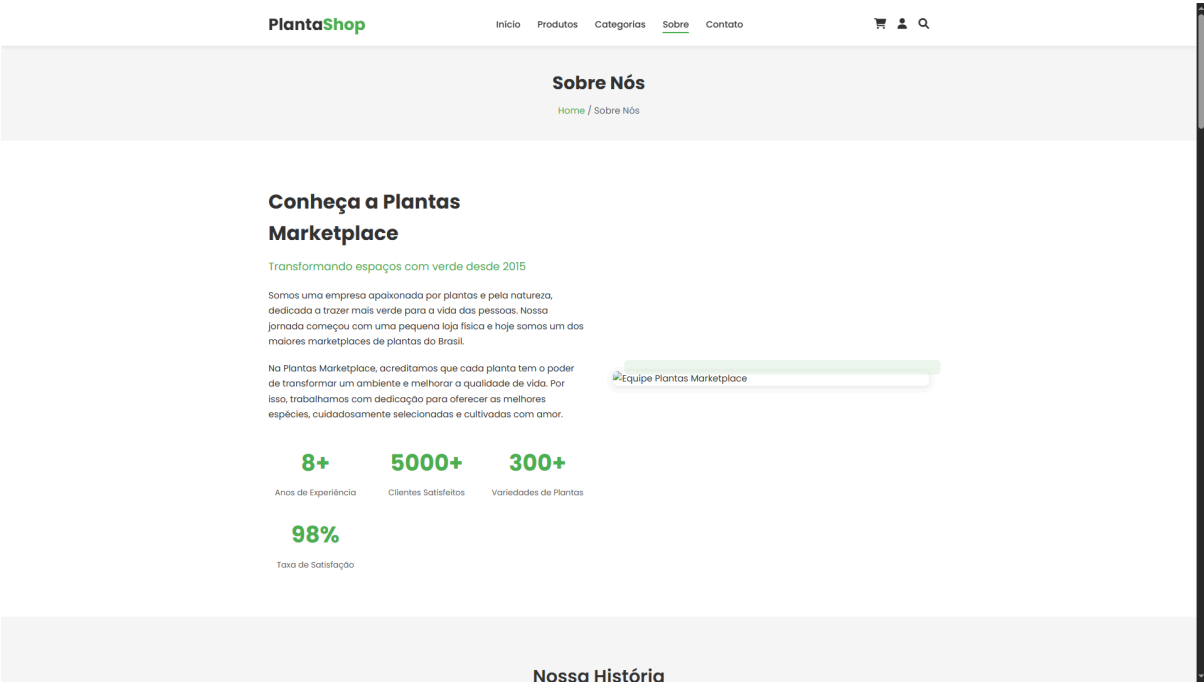 PlantaShop
Início Produtos Categorias Sobre Contato
Sobre Nós
Home / Sobre Nós
Conheça a Plantas
Marketplace
Transformando espaços com verde desde 2015
Somos uma empresa apaixonada por plantas e pela natureza,
dedicada a trazer mais verde para a vida das pessoas. Nossa
jornada começou com uma pequena loja física e hoje somos um dos
maiores marketplaces de plantas do Brasil.
Na Plantas Marketplace, acreditamos que cada planta tem o poder
de transformar um ambiente e melhorar a qualidade de vida. Por
isso, trabalhamos com dedicação para oferecer as melhores
espécies, cuidadosamente selecionadas e cultivadas com amor.
Equipe Plantas Marketplace
8+ 5000+ 300+
Anos de Experiência Clientes Satisfeitos Variedades de Plantas
98%
Taxa de Satisfação
Nossa História